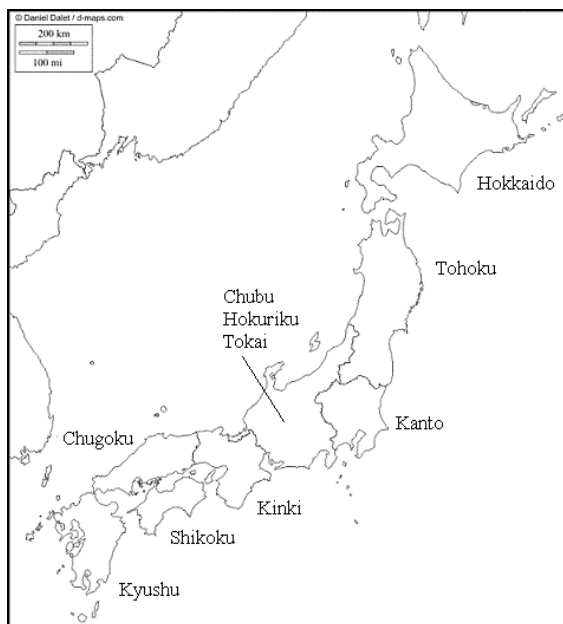 © Daniel Dalet / d-maps.com
200 km
100 mi
Hokkaido
Tohoku
Chubu
Hokuriku
Tokai
Kanto
Chugoku
Kinki
Shikoku
Kyushu